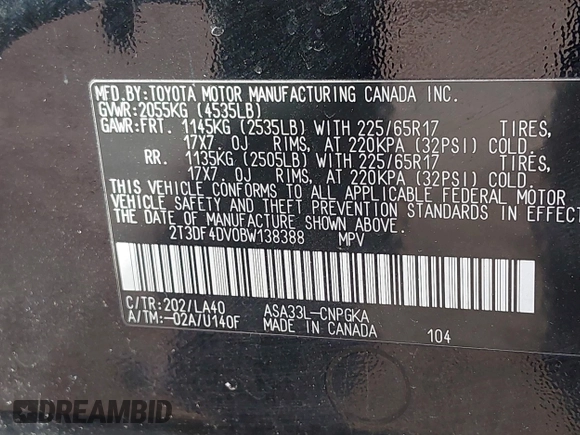 MFD.BY:TOYOTA MOTOR MANUFACTURING CANADA INC.
GVWR:2055KG (4535LB)
GAWR:FRT. 1145KG (2535LB) WITH 225/65R17 TIRES,
17X7.0J RIMS, AT 220KPA (32PSI) COLD.
RR. 1135KG (2505LB) WITH 225/65R17 TIRES,
17X7.0J RIMS, AT 220KPA (32PSI) COLD.
THIS VEHICLE CONFORMS TO ALL APPLICABLE FEDERAL MOTOR
VEHICLE SAFETY AND THEFT PREVENTION STANDARDS IN EFFECT
THE DATE OF MANUFACTURE SHOWN ABOVE.
2T3DF4DV0BW138388 MPV
C/TR:202/LA40 ASA33L-CNPGKA
A/TM:-02A/U140F MADE IN CANADA 104
DREAMBID